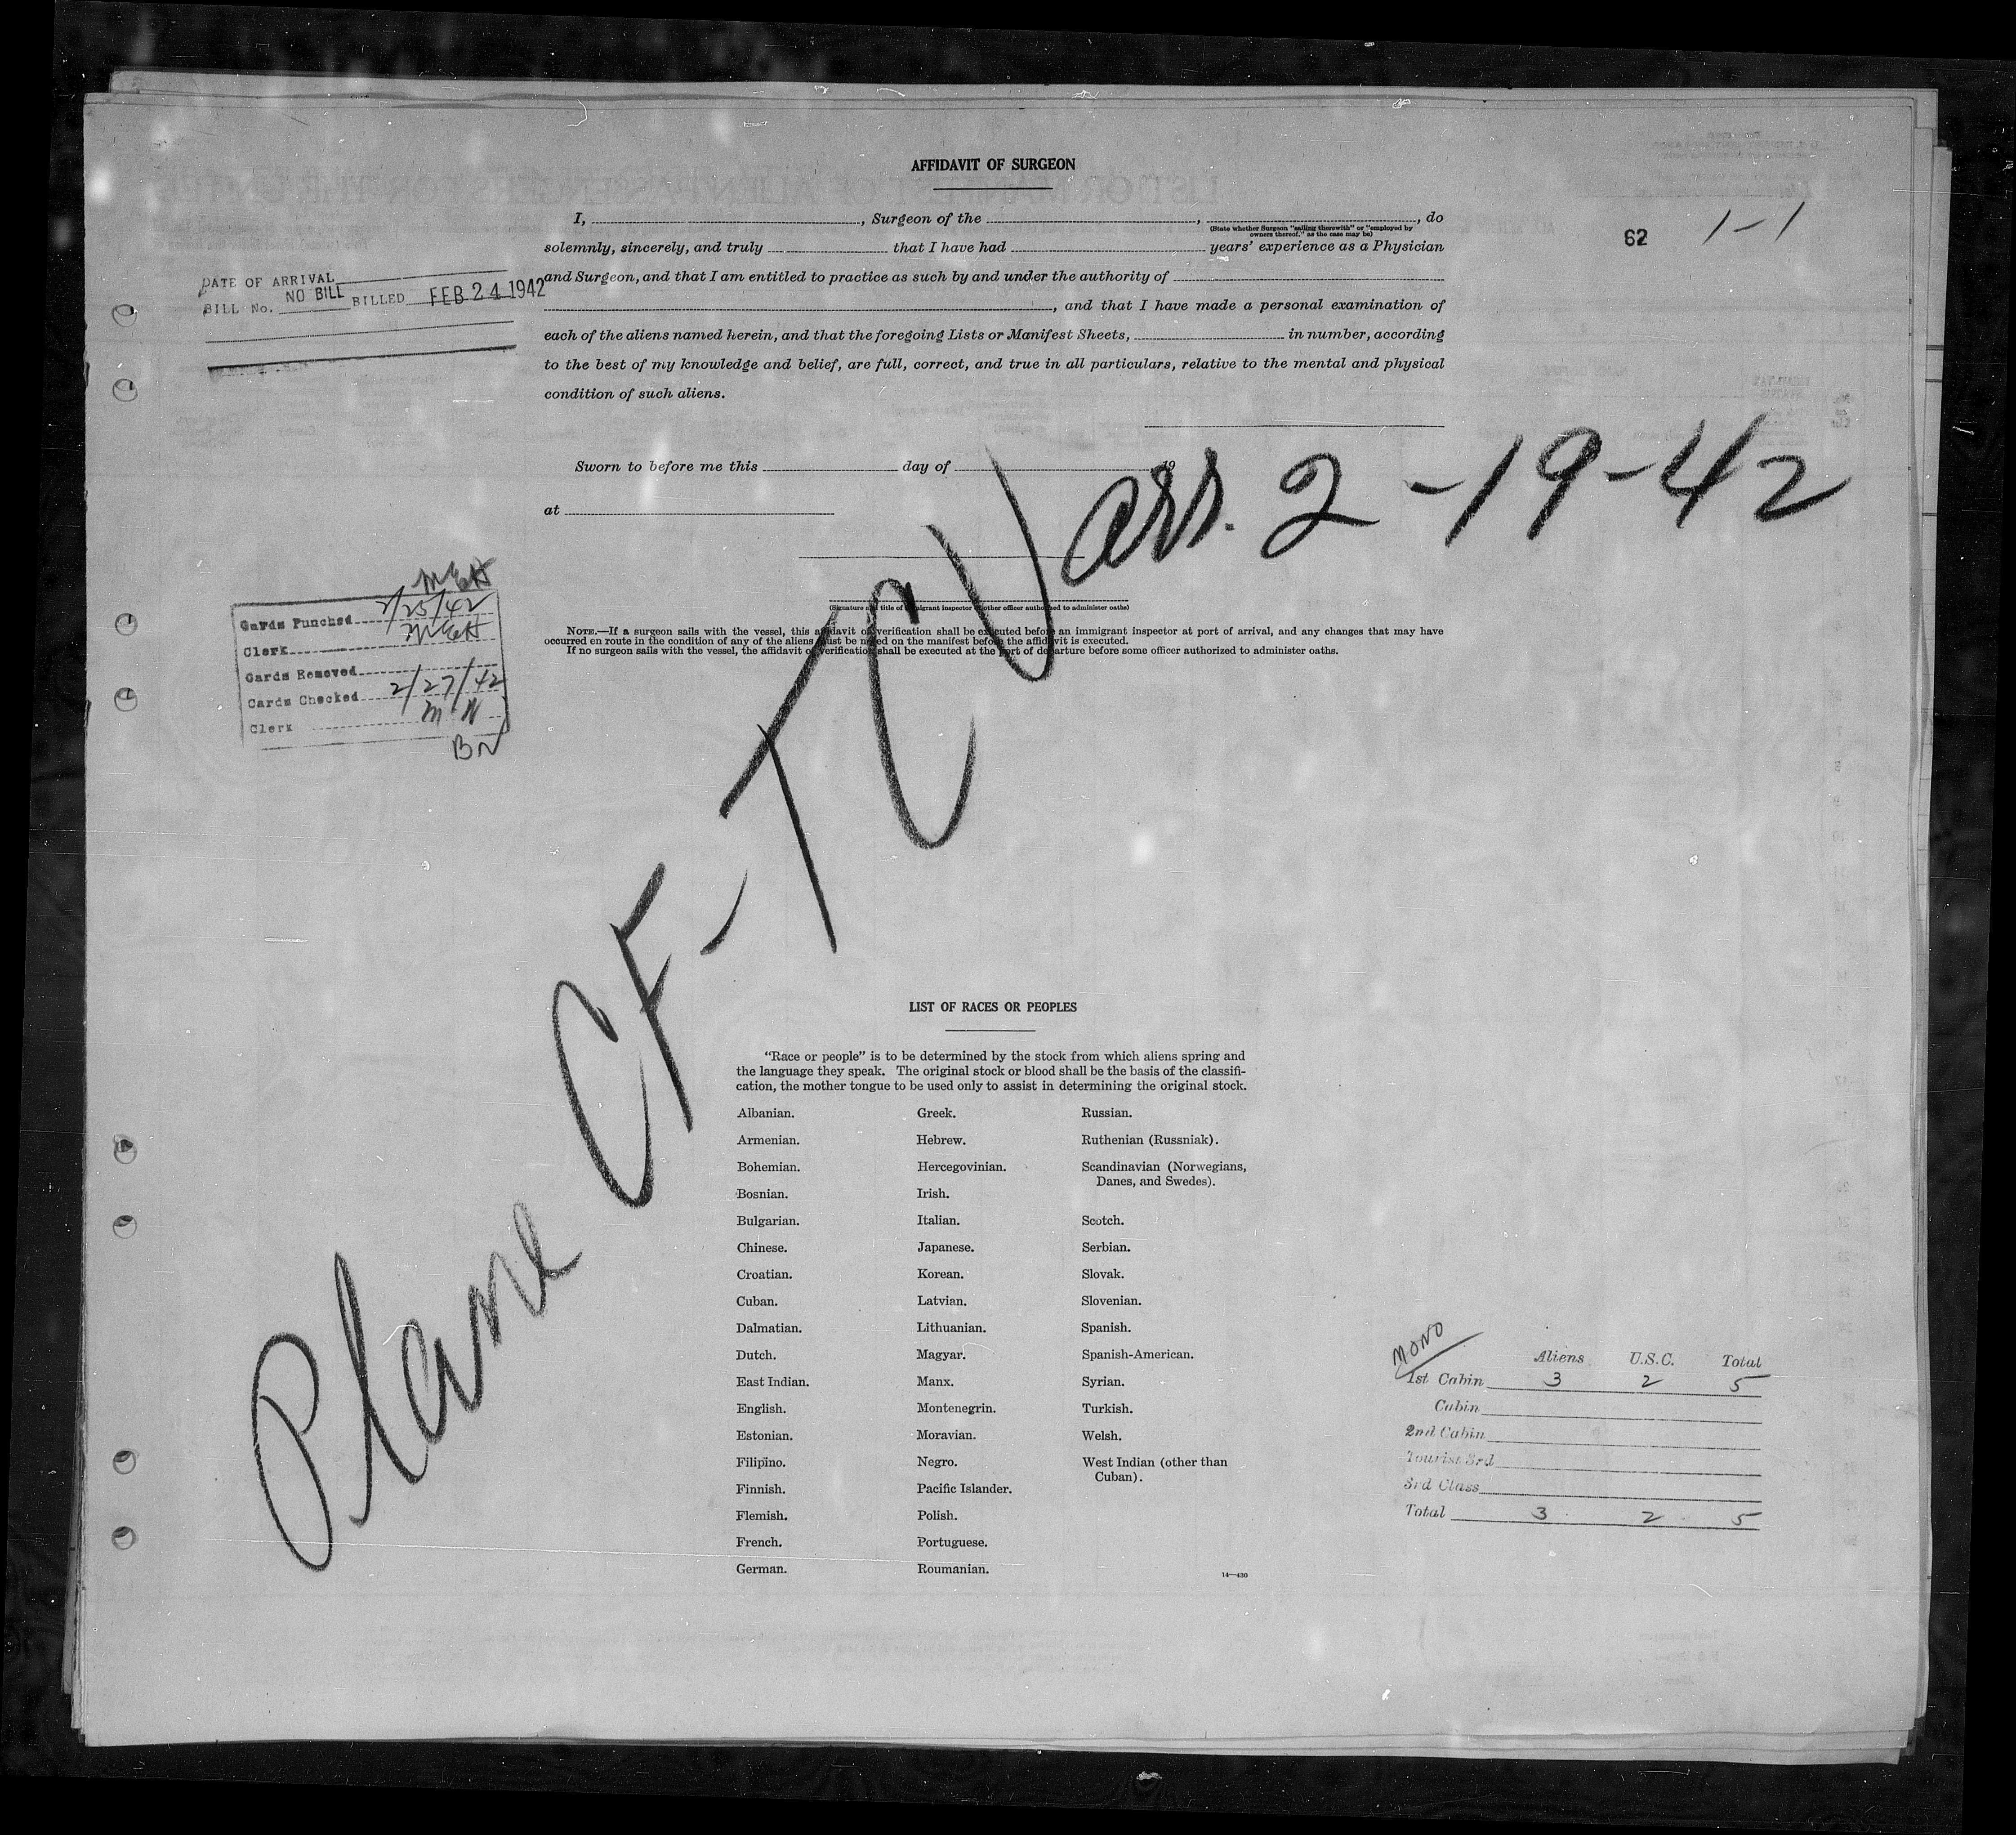 AFFIDAVIT OF SURGEON
I, , Surgeon of the , , do
(State whether Surgeon "sailing therewith" or "employed by
owners thereof," as the case may be)
solemnly, sincerely, and truly that I have had years' experience as a Physician
and Surgeon, and that I am entitled to practice as such by and under the authority of
, and that I have made a personal examination of
each of the aliens named herein, and that the foregoing Lists or Manifest Sheets, in number, according
to the best of my knowledge and belief, are full, correct, and true in all particulars, relative to the mental and physical
condition of such aliens.
62 1-1
DATE OF ARRIVAL
BILL No. NO BILL BILLED FEB 24 1942
Sworn to before me this day of 19
at
(Signature and title of immigrant inspector or other officer authorized to administer oaths)
NOTE.—If a surgeon sails with the vessel, this affidavit of verification shall be executed before an immigrant inspector at port of arrival, and any changes that may have
occurred en route in the condition of any of the aliens must be noted on the manifest before the affidavit is executed.
If no surgeon sails with the vessel, the affidavit of verification shall be executed at the port of departure before some officer authorized to administer oaths.
MEH
Cards Punched 2/25/42
Clerk MEH
Cards Removed
Cards Checked 2/27/42
Clerk M N
BN
Plane CF-TCV arr. 2-19-42
LIST OF RACES OR PEOPLES
"Race or people" is to be determined by the stock from which aliens spring and
the language they speak. The original stock or blood shall be the basis of the classifi-
cation, the mother tongue to be used only to assist in determining the original stock.
Albanian.
Armenian.
Bohemian.
Bosnian.
Bulgarian.
Chinese.
Croatian.
Cuban.
Dalmatian.
Dutch.
East Indian.
English.
Estonian.
Filipino.
Finnish.
Flemish.
French.
German.
Greek.
Hebrew.
Hercegovinian.
Irish.
Italian.
Japanese.
Korean.
Latvian.
Lithuanian.
Magyar.
Manx.
Montenegrin.
Moravian.
Negro.
Pacific Islander.
Polish.
Portuguese.
Roumanian.
Russian.
Ruthenian (Russniak).
Scandinavian (Norwegians,
Danes, and Swedes).
Scotch.
Serbian.
Slovak.
Slovenian.
Spanish.
Spanish-American.
Syrian.
Turkish.
Welsh.
West Indian (other than
Cuban).
14—430
MONO
Aliens U.S.C. Total
1st Cabin 3 2 5
Cabin
2nd Cabin
Tourist 3rd
3rd Class
Total 3 2 5